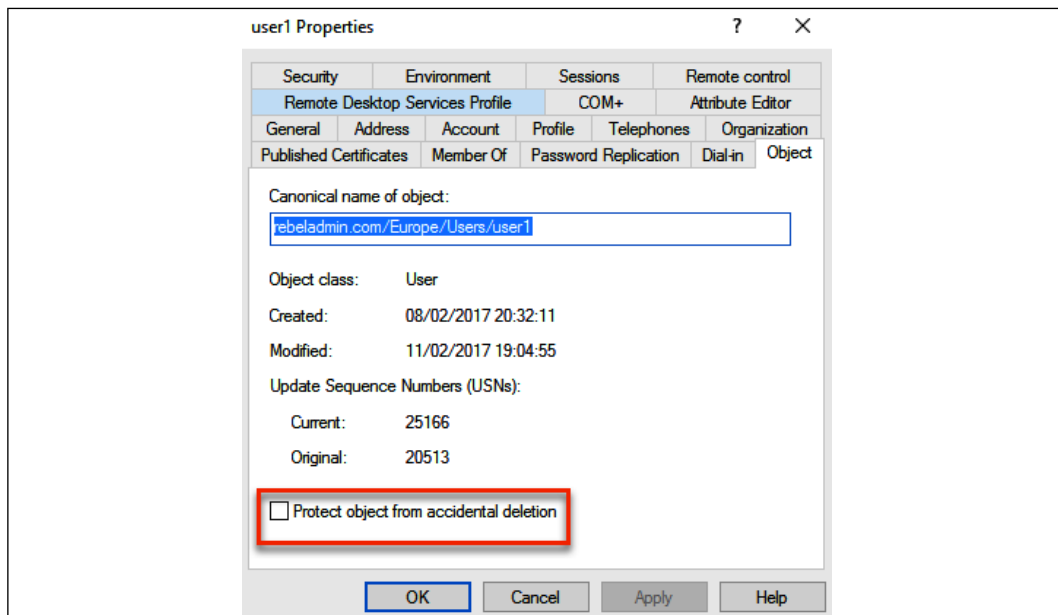 user1 Properties ? X
Security Environment Sessions Remote control
Remote Desktop Services Profile COM+ Attribute Editor
General Address Account Profile Telephones Organization
Published Certificates Member Of Password Replication Dial-in Object
Canonical name of object:
rebeladmin.com/Europe/Users/user1
Object class: User
Created: 08/02/2017 20:32:11
Modified: 11/02/2017 19:04:55
Update Sequence Numbers (USNs):
Current: 25166
Original: 20513
Protect object from accidental deletion
OK Cancel Apply Help